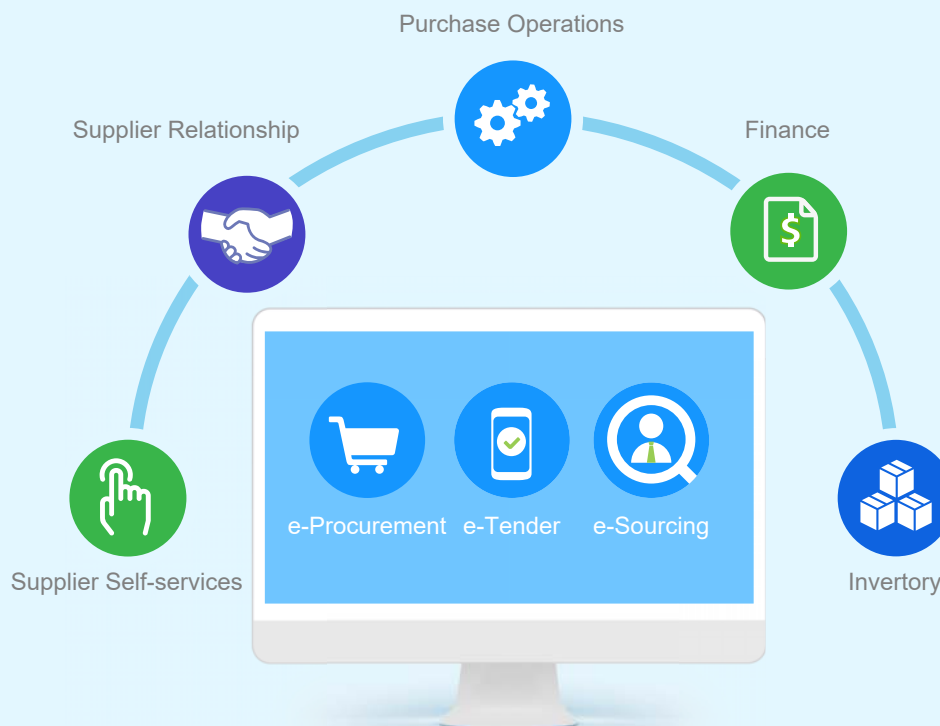 Purchase Operations
Supplier Relationship
Finance
$
e-Procurement
e-Tender
e-Sourcing
Supplier Self-services
Invertory